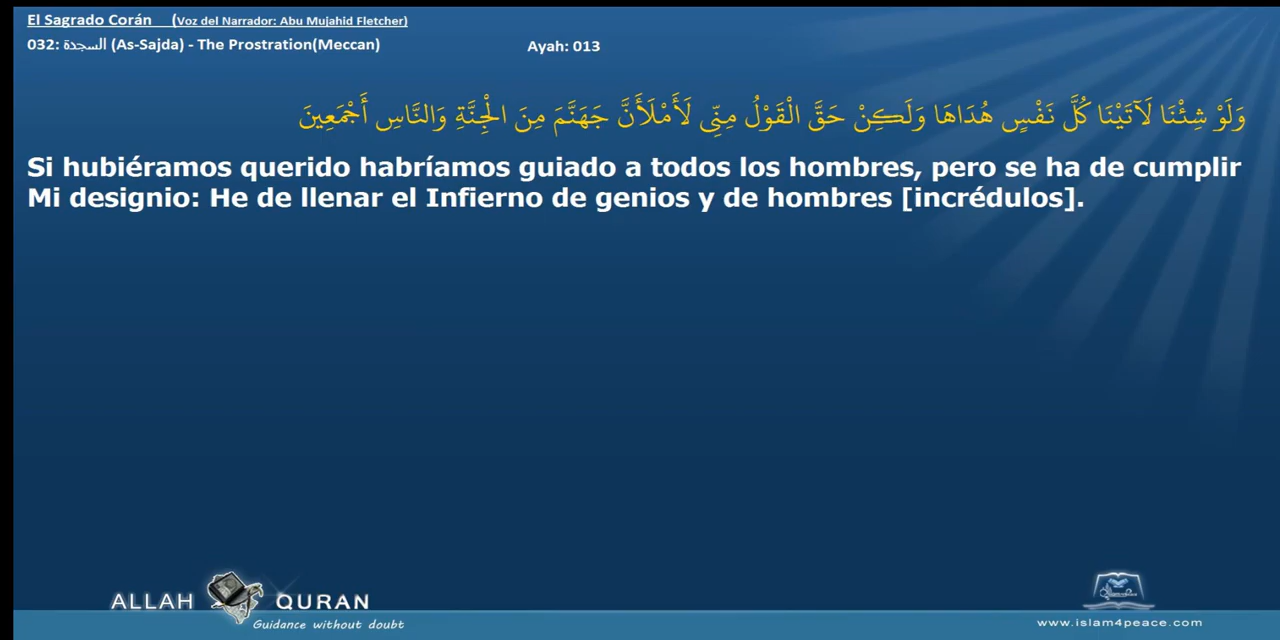 El Sagrado Corán (Voz del Narrador: Abu Mujahid Fletcher)
032: السجدة (As-Sajda) - The Prostration(Meccan) Ayah: 013
وَلَوْ شِئْنَا لَآتَيْنَا كُلَّ نَفْسٍ هُدَاهَا وَلَكِنْ حَقَّ الْقَوْلُ مِنِّي لَأَمْلَأَنَّ جَهَنَّمَ مِنَ الْجِنَّةِ وَالنَّاسِ أَجْمَعِينَ
Si hubiéramos querido habríamos guiado a todos los hombres, pero se ha de cumplir
Mi designio: He de llenar el Infierno de genios y de hombres [incrédulos].
ALLAH QURAN
Guidance without doubt
www.islam4peace.com